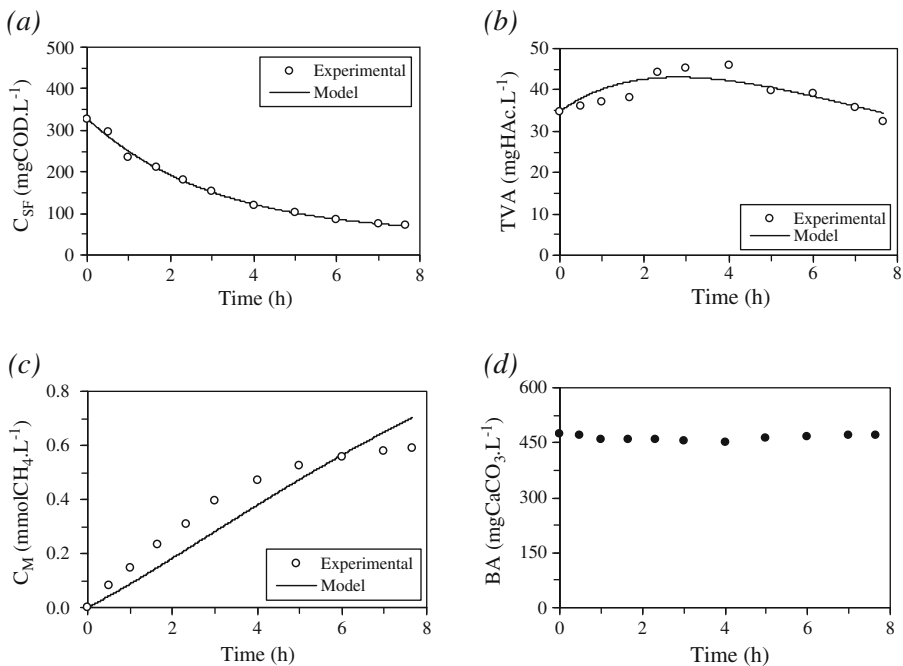 (a)
500
400
300
200
100
0
C_SF (mgCOD.L⁻¹)
Experimental
Model
0 2 4 6 8
Time (h)
(b)
50
40
30
20
10
0
TVA (mgHAc.L⁻¹)
Experimental
Model
0 2 4 6 8
Time (h)
(c)
0.8
0.6
0.4
0.2
0.0
C_M (mmolCH₄.L⁻¹)
Experimental
Model
0 2 4 6 8
Time (h)
(d)
600
450
300
150
0
BA (mgCaCO₃.L⁻¹)
0 2 4 6 8
Time (h)